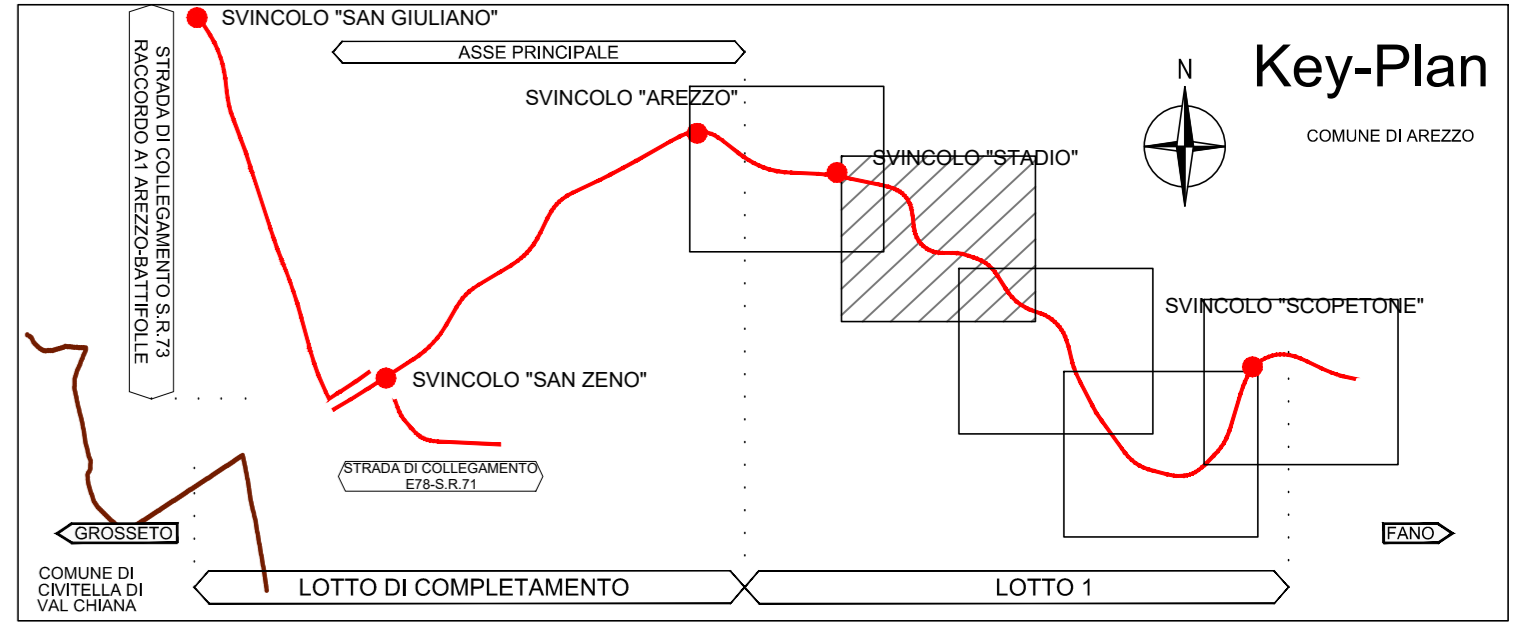 SVINCOLO "SAN GIULIANO"
STRADA DI COLLEGAMENTO S.R.73
RACCORDO A1 AREZZO-BATTIFOLLE
ASSE PRINCIPALE
Key-Plan
N
SVINCOLO "AREZZO"
COMUNE DI AREZZO
SVINCOLO "STADIO"
SVINCOLO "SCOPETONE"
SVINCOLO "SAN ZENO"
STRADA DI COLLEGAMENTO
E78-S.R.71
GROSSETO
FANO
COMUNE DI
CIVITELLA DI
VAL CHIANA
LOTTO DI COMPLETAMENTO
LOTTO 1